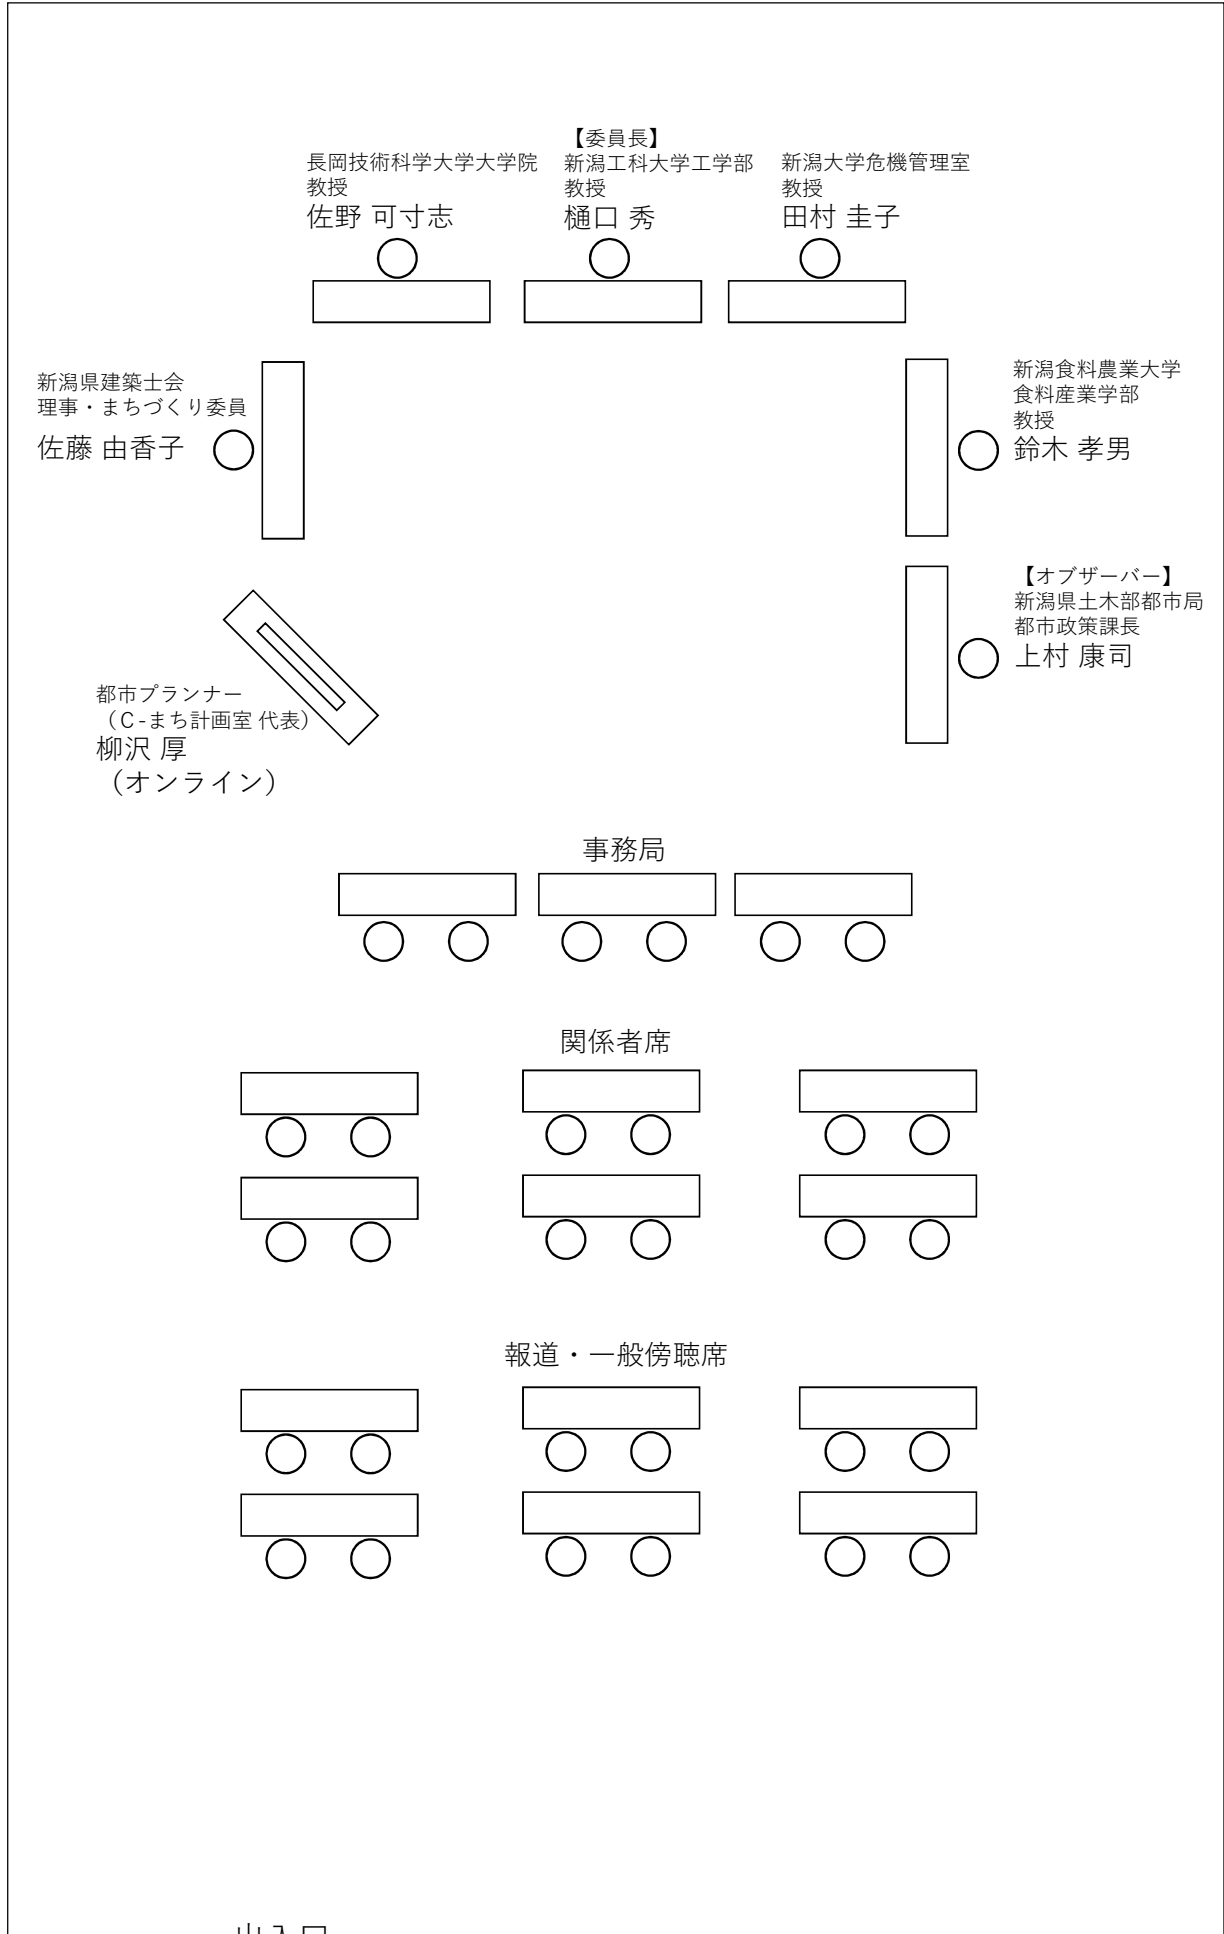 長岡技術科学大学大学院
教授
佐野 可寸志
【委員長】
新潟工科大学工学部
教授
樋口 秀
新潟大学危機管理室
教授
田村 圭子
新潟県建築士会
理事・まちづくり委員
佐藤 由香子
新潟食料農業大学
食料産業学部
教授
鈴木 孝男
【オブザーバー】
新潟県土木部都市局
都市政策課長
上村 康司
都市プランナー
（C-まち計画室 代表）
柳沢 厚
（オンライン）
事務局
関係者席
報道・一般傍聴席
出入口